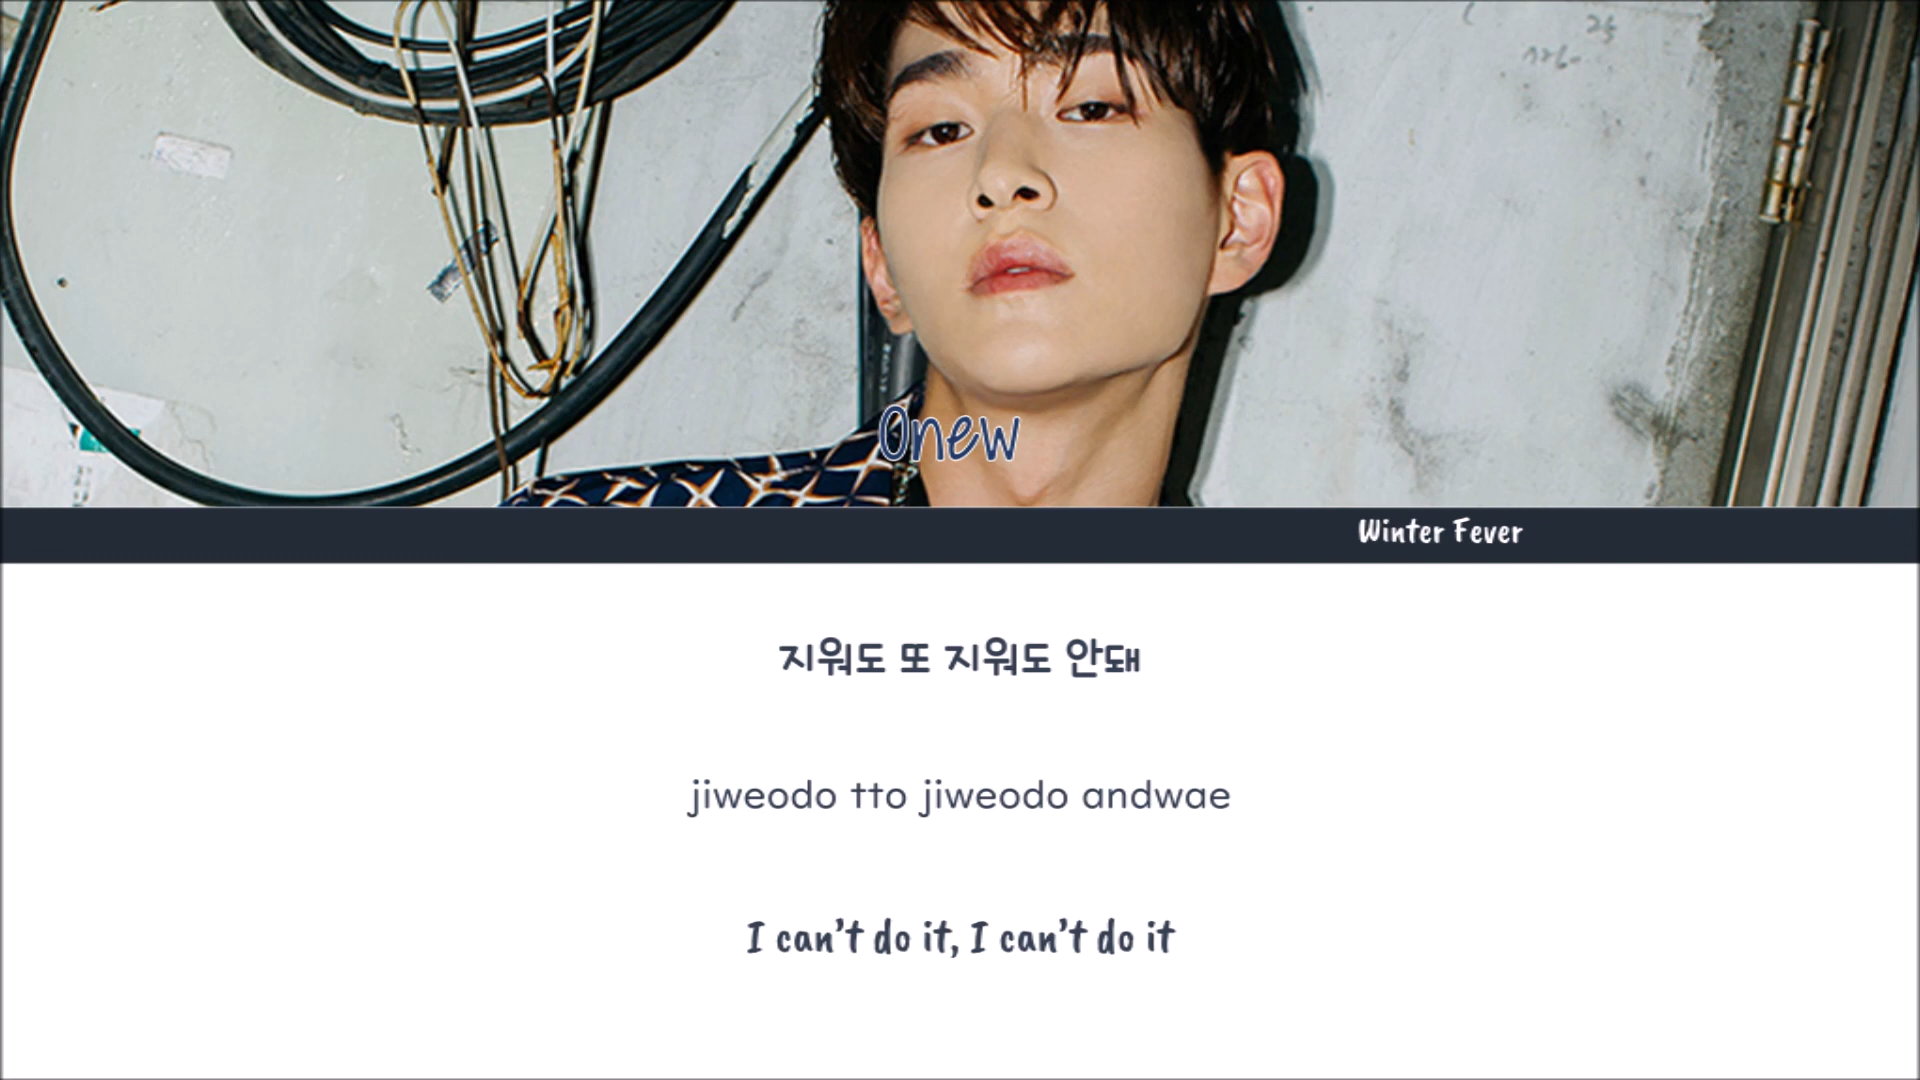 Onew
Winter Fever
지워도 또 지워도 안돼
jiweodo tto jiweodo andwae
I can't do it, I can't do it